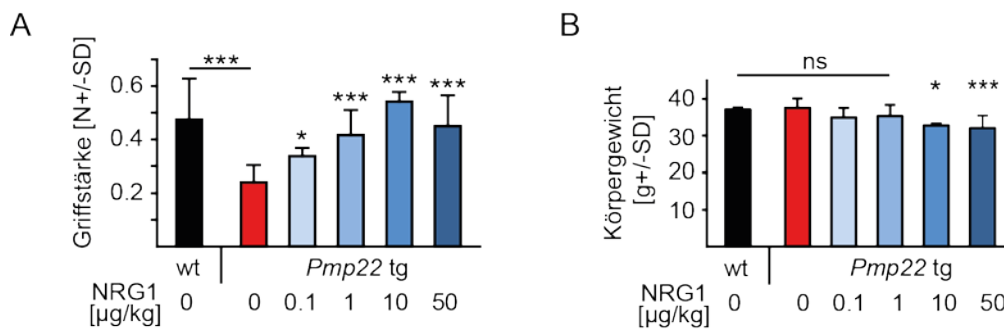 A
Griffstärke [N+/-SD]
0.6
0.4
0.2
***
*
***
***
***
wt
Pmp22 tg
NRG1
[µg/kg]
0
0
0.1
1
10
50
B
Körpergewicht
[g+/-SD]
40
30
20
10
ns
*
***
wt
Pmp22 tg
NRG1
[µg/kg]
0
0
0.1
1
10
50